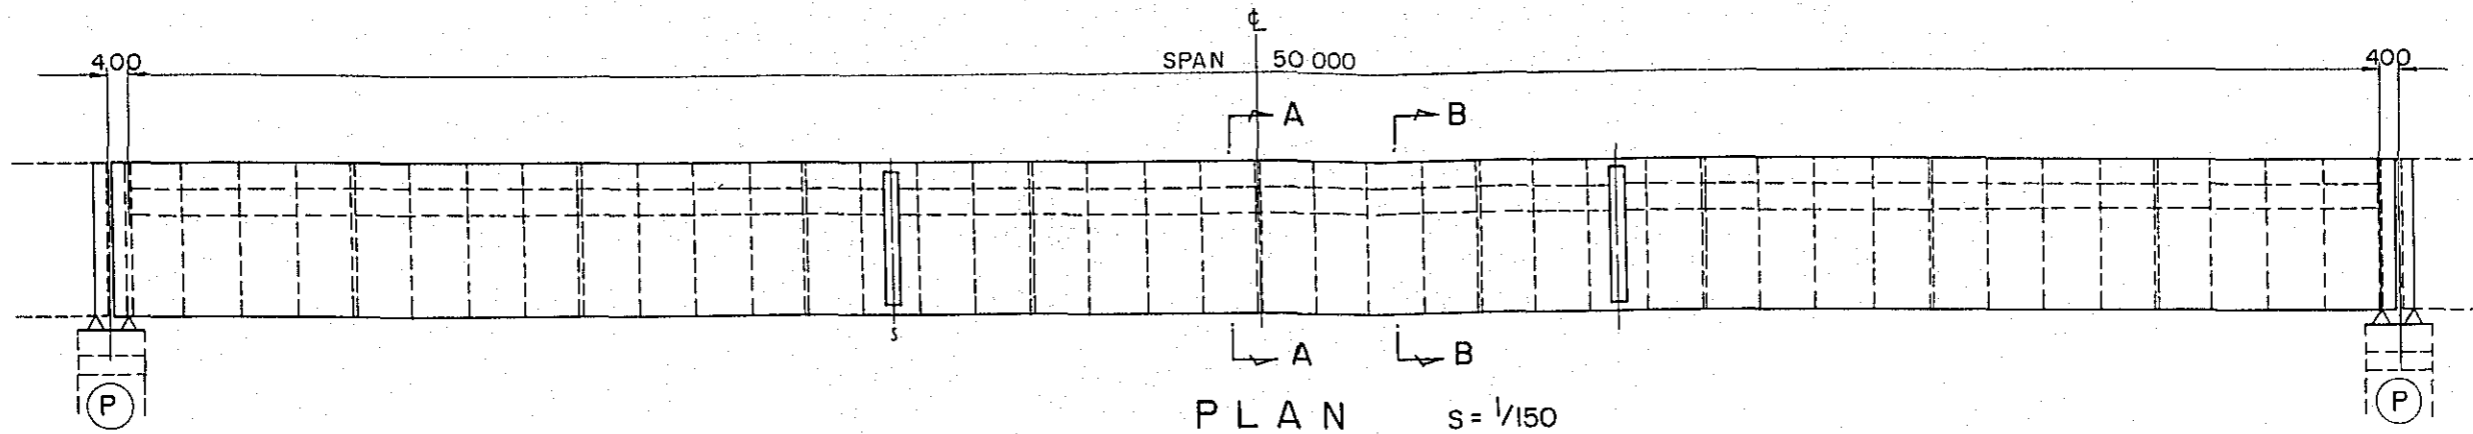 ℄
400 SPAN 50 000 400
A B
s
A B
P P
PLAN S = 1/150